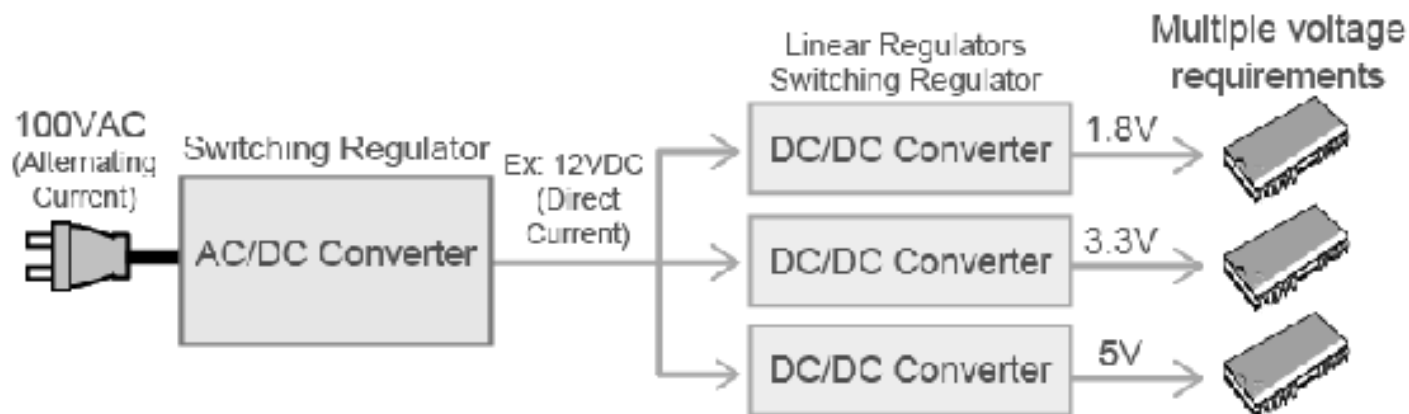 100VAC
(Alternating
Current)
Switching Regulator
AC/DC Converter
Ex: 12VDC
(Direct
Current)
Linear Regulators
Switching Regulator
DC/DC Converter
1.8V
DC/DC Converter
3.3V
DC/DC Converter
5V
Multiple voltage
requirements